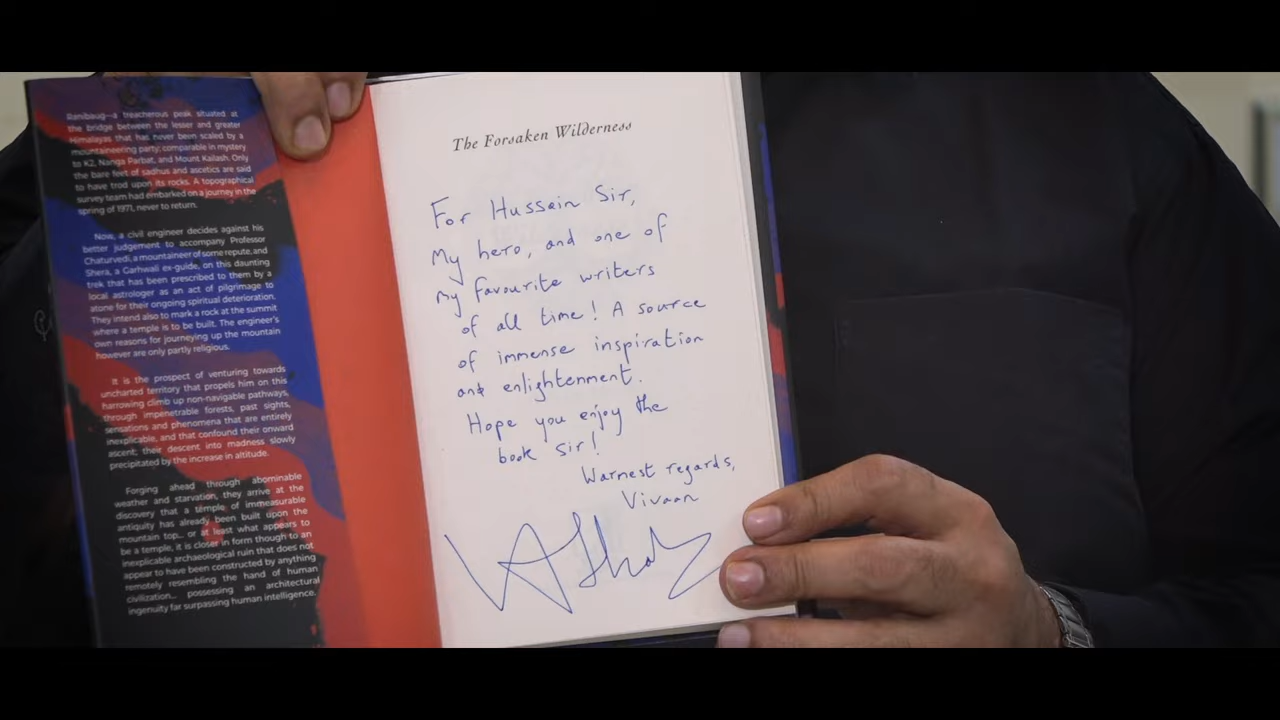 Ranibaug—a treacherous peak situated at
the bridge between the lesser and greater
Himalayas that has never been scaled by a
mountaineering party; comparable in mystery
to K2, Nanga Parbat, and Mount Kailash. Only
the bare feet of sadhus and ascetics are said
to have trod upon its rocks. A topographical
survey team had embarked on a journey in the
spring of 1971, never to return.
Now, a civil engineer decides against his
better judgement to accompany Professor
Chaturvedi, a mountaineer of some repute, and
Shera, a Garhwali ex-guide, on this daunting
trek that has been prescribed to them by a
local astrologer as an act of pilgrimage to
atone for their ongoing spiritual deterioration.
They intend also to mark a rock at the summit
where a temple is to be built. The engineer's
own reasons for journeying up the mountain
however are only partly religious.
It is the prospect of venturing towards
uncharted territory that propels him on this
harrowing climb up non-navigable pathways,
through impenetrable forests, past sights,
sensations and phenomena that are entirely
inexplicable, and that confound their onward
ascent; their descent into madness slowly
precipitated by the increase in altitude.
Forging ahead through abominable
weather and starvation, they arrive at the
discovery that a temple of immeasurable
antiquity has already been built upon the
mountain top... or at least what appears to
be a temple, it is closer in form though to an
inexplicable archaeological ruin that does not
appear to have been constructed by anything
remotely resembling the hand of human
civilization... possessing an architectural
ingenuity far surpassing human intelligence.
The Forsaken Wilderness
For Hussain Sir,
My hero, and one of
my favourite writers
of all time! A source
of immense inspiration
and enlightenment.
Hope you enjoy the
book Sir!
Warmest regards,
Vivaan